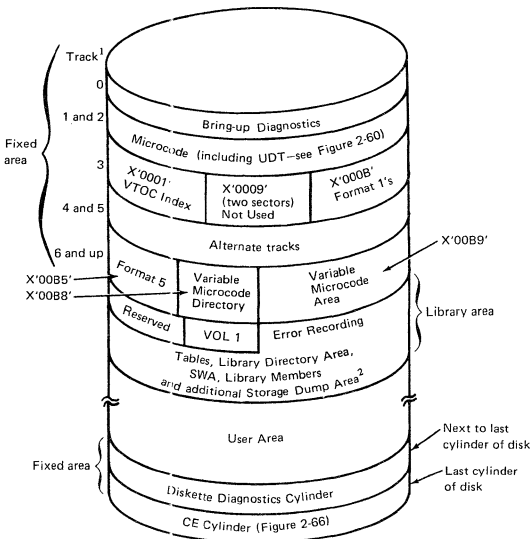 Track1
0
1 and 2
Fixed
area
3
4 and 5
6 and up
Bring-up Diagnostics
Microcode (including UDT—see Figure 2-60)
X'0001'
VTOC Index
X'0009'
(two sectors)
Not Used
X'000B'
Format 1's
Alternate tracks
X'00B9'
X'00B5'
X'00B8'
Format 5
Variable
Microcode
Directory
Variable
Microcode
Area
Library area
Reserved
VOL 1
Error Recording
Tables, Library Directory Area,
SWA, Library Members
and additional Storage Dump Area2
User Area
Next to last
cylinder of disk
Fixed area
Diskette Diagnostics Cylinder
Last cylinder
of disk
CE Cylinder (Figure 2-66)